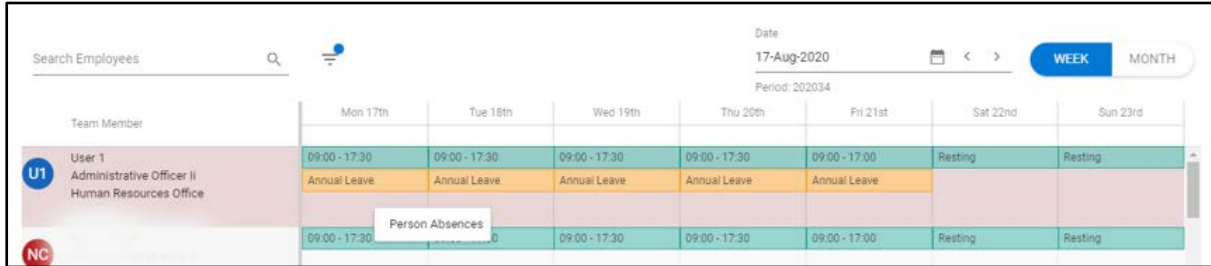 Date
Search Employees
17-Aug-2020
WEEK
MONTH
Period: 202034
Team Member
Mon 17th
Tue 18th
Wed 19th
Thu 20th
Fri 21st
Sat 22nd
Sun 23rd
U1
User 1
Administrative Officer Ii
Human Resources Office
09:00 - 17:30
09:00 - 17:30
09:00 - 17:30
09:00 - 17:30
09:00 - 17:00
Resting
Resting
Annual Leave
Annual Leave
Annual Leave
Annual Leave
Annual Leave
Person Absences
NC
09:00 - 17:30
09:00 - 17:30
09:00 - 17:30
09:00 - 17:00
Resting
Resting